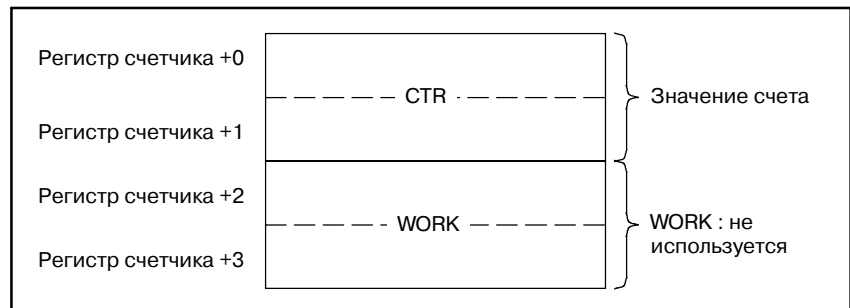 Регистр счетчика +0
CTR
Значение счета
Регистр счетчика +1
Регистр счетчика +2
WORK
WORK : не
используется
Регистр счетчика +3